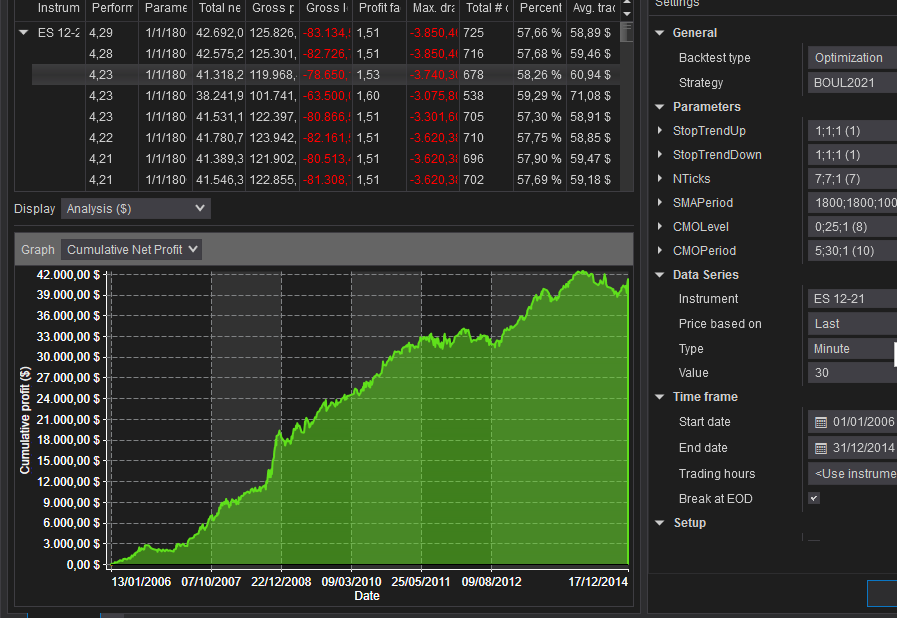 Instrum Perform Parame Total ne Gross p Gross l Profit fa Max. dra Total # o Percent Avg. trac
ES 12-2 4,29 1/1/180 42.692,0 125.826, -83.134, 1,51 -3.850,4 725 57,66 % 58,89 $
4,28 1/1/180 42.575,2 125.301, -82.726, 1,51 -3.850,4 716 57,68 % 59,46 $
4,23 1/1/180 41.318,2 119.968, -78.650, 1,53 -3.740,3 678 58,26 % 60,94 $
4,23 1/1/180 38.241,9 101.741, -63.500, 1,60 -3.075,8 538 59,29 % 71,08 $
4,23 1/1/180 41.531,1 122.397, -80.866, 1,51 -3.301,6 705 57,30 % 58,91 $
4,22 1/1/180 41.780,7 123.942, -82.161, 1,51 -3.620,3 710 57,75 % 58,85 $
4,21 1/1/180 41.389,3 121.902, -80.513, 1,51 -3.620,3 696 57,90 % 59,47 $
4,21 1/1/180 41.546,3 122.855, -81.308, 1,51 -3.620,3 702 57,69 % 59,18 $
Display Analysis ($)
Graph Cumulative Net Profit
42.000,00 $
39.000,00 $
36.000,00 $
33.000,00 $
30.000,00 $
27.000,00 $
24.000,00 $
21.000,00 $
18.000,00 $
15.000,00 $
12.000,00 $
9.000,00 $
6.000,00 $
3.000,00 $
0,00 $
Cumulative profit ($)
13/01/2006 07/10/2007 22/12/2008 09/03/2010 25/05/2011 09/08/2012 17/12/2014
Date
Settings
General
Backtest type Optimization
Strategy BOUL2021
Parameters
StopTrendUp 1;1;1 (1)
StopTrendDown 1;1;1 (1)
NTicks 7;7;1 (7)
SMAPeriod 1800;1800;100
CMOLevel 0;25;1 (8)
CMOPeriod 5;30;1 (10)
Data Series
Instrument ES 12-21
Price based on Last
Type Minute
Value 30
Time frame
Start date 01/01/2006
End date 31/12/2014
Trading hours <Use instrume
Break at EOD
Setup